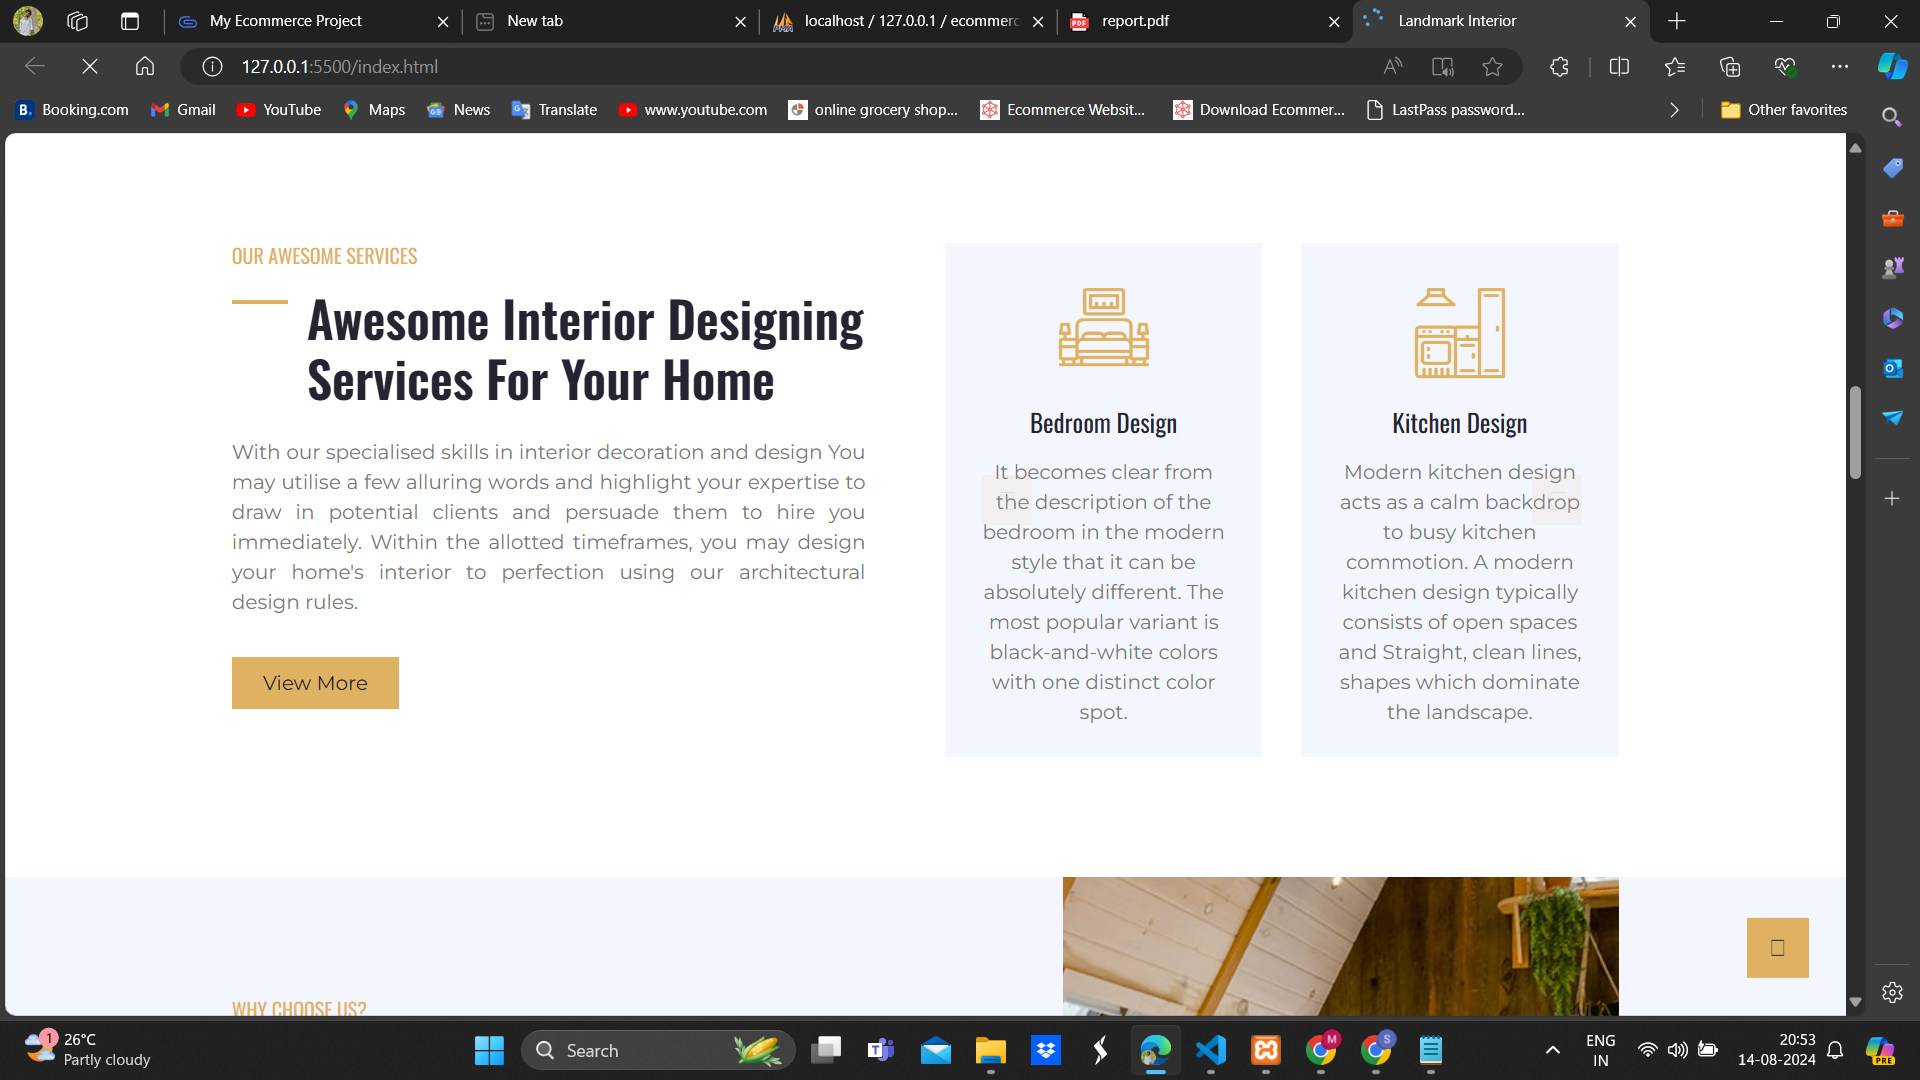 My Ecommerce Project
New tab
localhost / 127.0.0.1 / ecommerc
report.pdf
Landmark Interior
127.0.0.1:5500/index.html
Booking.com
Gmail
YouTube
Maps
News
Translate
www.youtube.com
online grocery shop...
Ecommerce Websit...
Download Ecommer...
LastPass password...
Other favorites
OUR AWESOME SERVICES
Awesome Interior Designing
Services For Your Home
With our specialised skills in interior decoration and design You
may utilise a few alluring words and highlight your expertise to
draw in potential clients and persuade them to hire you
immediately. Within the allotted timeframes, you may design
your home's interior to perfection using our architectural
design rules.
View More
Bedroom Design
It becomes clear from
the description of the
bedroom in the modern
style that it can be
absolutely different. The
most popular variant is
black-and-white colors
with one distinct color
spot.
Kitchen Design
Modern kitchen design
acts as a calm backdrop
to busy kitchen
commotion. A modern
kitchen design typically
consists of open spaces
and Straight, clean lines,
shapes which dominate
the landscape.
WHY CHOOSE US?
1
26°C
Partly cloudy
Search
M
S
ENG
IN
20:53
14-08-2024
PRE